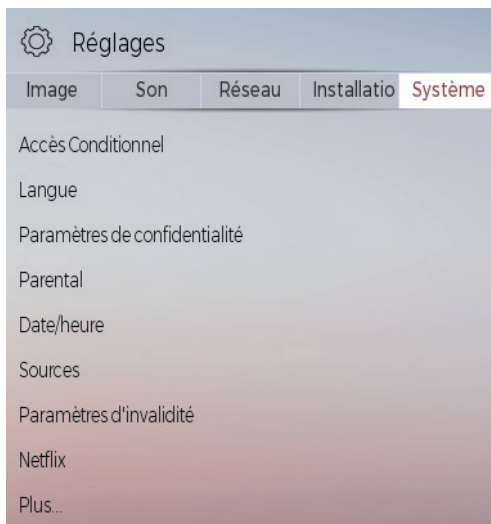 Réglages
Image Son Réseau Installatio Système
Accès Conditionnel
Langue
Paramètres de confidentialité
Parental
Date/heure
Sources
Paramètres d'invalidité
Netflix
Plus...